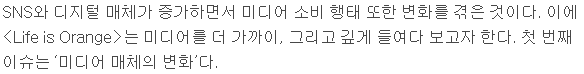 SNS와 디지털 매체가 증가하면서 미디어 소비 행태 또한 변화를 겪은 것이다. 이에
<Life is Orange>는 미디어를 더 가까이, 그리고 깊게 들여다 보고자 한다. 첫 번째
이슈는 ‘미디어 매체의 변화’다.